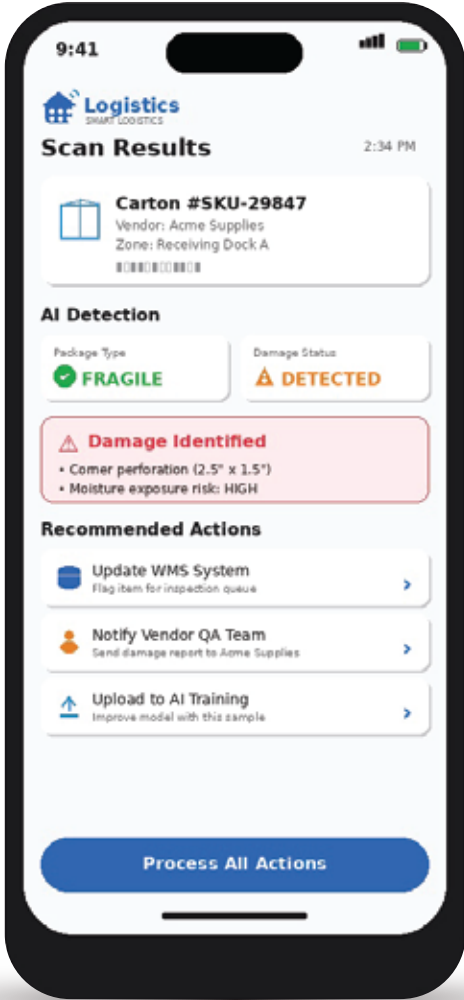 9:41
Logistics
SMART LOGISTICS
Scan Results
2:34 PM
Carton #SKU-29847
Vendor: Acme Supplies
Zone: Receiving Dock A
AI Detection
Package Type
FRAGILE
Damage Status
DETECTED
Damage Identified
• Corner perforation (2.5" x 1.5")
• Moisture exposure risk: HIGH
Recommended Actions
Update WMS System
Flag item for inspection queue
Notify Vendor QA Team
Send damage report to Acme Supplies
Upload to AI Training
Improve model with this sample
Process All Actions